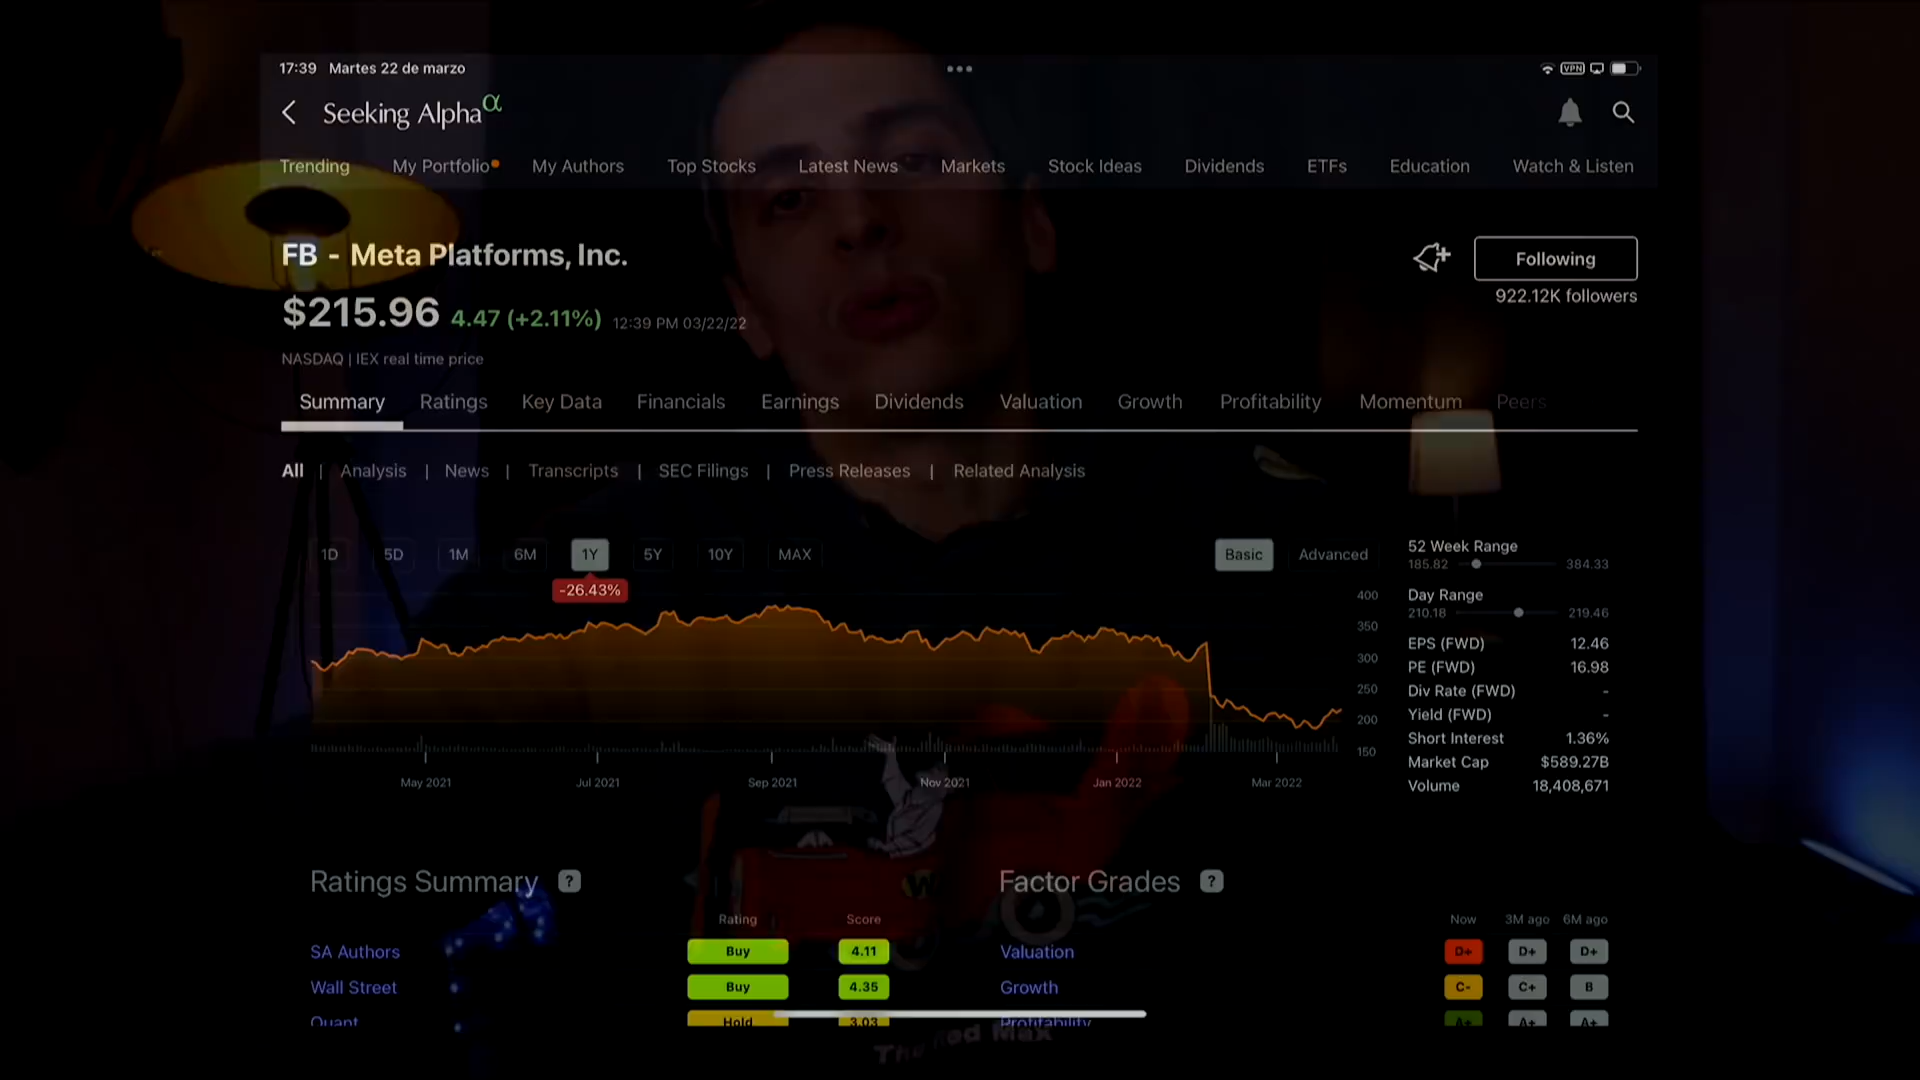 17:39 Martes 22 de marzo
VPN
Seeking Alpha α
Trending My Portfolio My Authors Top Stocks Latest News Markets Stock Ideas Dividends ETFs Education Watch & Listen
FB - Meta Platforms, Inc.
Following
$215.96 4.47 (+2.11%) 12:39 PM 03/22/22
922.12K followers
NASDAQ | IEX real time price
Summary Ratings Key Data Financials Earnings Dividends Valuation Growth Profitability Momentum Peers
All | Analysis | News | Transcripts | SEC Filings | Press Releases | Related Analysis
1D 5D 1M 6M 1Y 5Y 10Y MAX Basic Advanced
-26.43%
400
350
300
250
200
150
May 2021 Jul 2021 Sep 2021 Nov 2021 Jan 2022 Mar 2022
52 Week Range
185.82 384.33
Day Range
210.18 219.46
EPS (FWD) 12.46
PE (FWD) 16.98
Div Rate (FWD) -
Yield (FWD) -
Short Interest 1.36%
Market Cap $589.27B
Volume 18,408,671
Ratings Summary ?
Rating Score
SA Authors Buy 4.11
Wall Street Buy 4.35
Quant Hold 3.03
Factor Grades ?
Now 3M ago 6M ago
Valuation D+ D+ D+
Growth C- C+ B
Profitability A+ A+ A+
Max